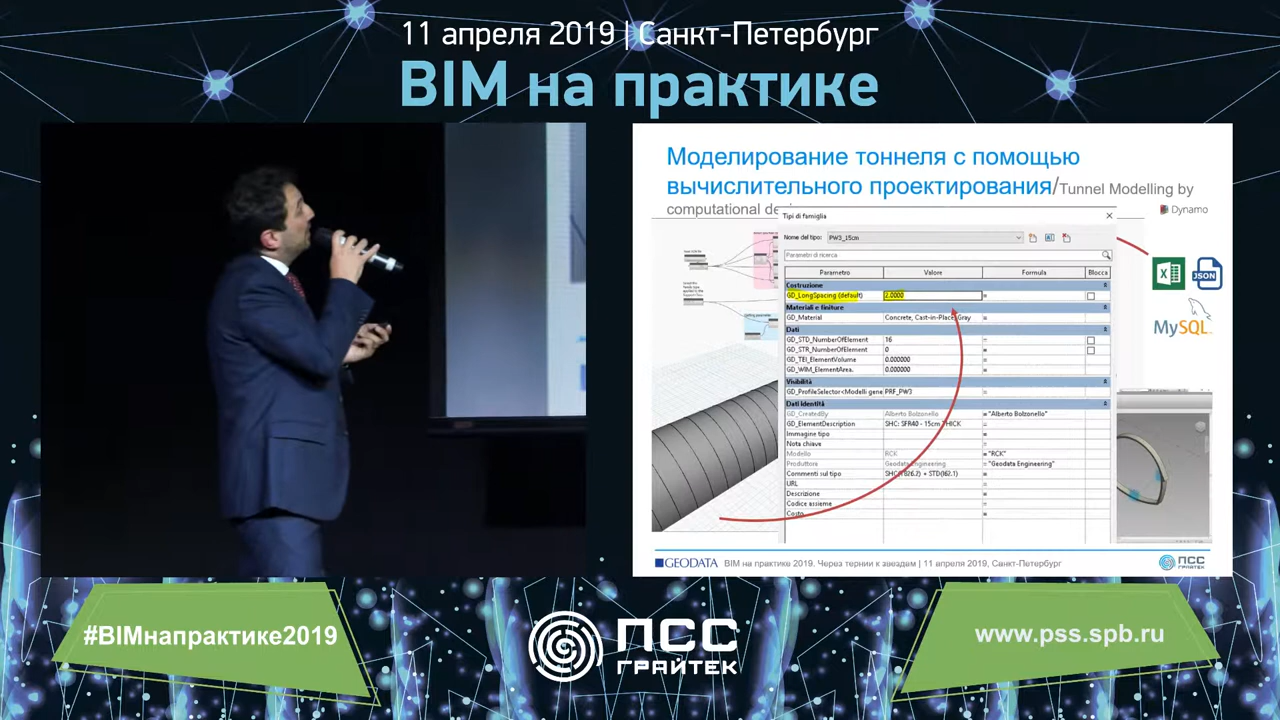 11 апреля 2019 | Санкт-Петербург
BIM на практике
Моделирование тоннеля с помощью
вычислительного проектирования/Tunnel Modelling by
computational
Dynamo
Tipi di famiglia
Nome del tipo: PW3_15cm
Parametri di ricerca
Parametro Valore Formula Blocca
Costruzione
GD_LongSpacing (default) 2.0000 =
Materiali e finiture
GD_Material Concrete, Cast-in-Place, Gray =
Dati
GD_STD_NumberOfElement 16 =
GD_STR_NumberOfElement 0 =
GD_TEI_ElementVolume 0.000000 =
GD_WIM_ElementArea. 0.000000 =
Visibilità
GD_ProfileSelector<Modelli gene PRF_PW3 =
Dati identità
GD_CreatedBy Alberto Bolzonello = "Alberto Bolzonello"
GD_ElementDescription SHC: SFR40 - 15cm THICK =
Immagine tipo =
Nota chiave =
Modello RCK = "RCK"
Produttore Geodata Engineering = "Geodata Engineering"
Commenti sul tipo =
URL =
Descrizione =
Codice assieme =
Costo =
JSON
MySQL
GEODATA BIM на практике 2019. Через тернии к звездам | 11 апреля 2019, Санкт-Петербург ПСС ГРАЙТЕК
#BIMнапрактике2019
ПСС
ГРАЙТЕК
www.pss.spb.ru